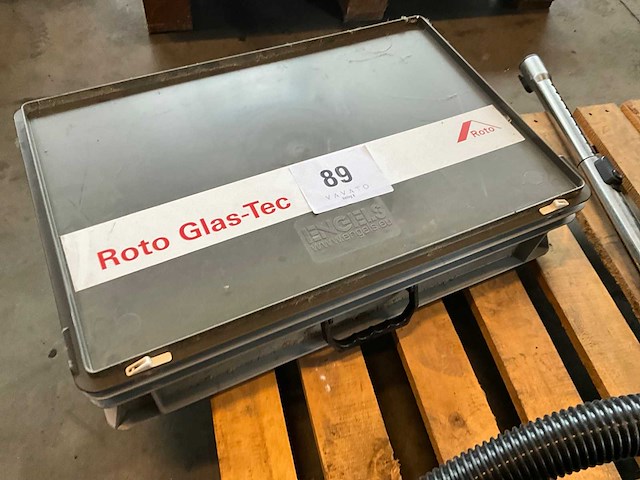 Roto
89
VAVATO
Roto Glas-Tec
ENGELS